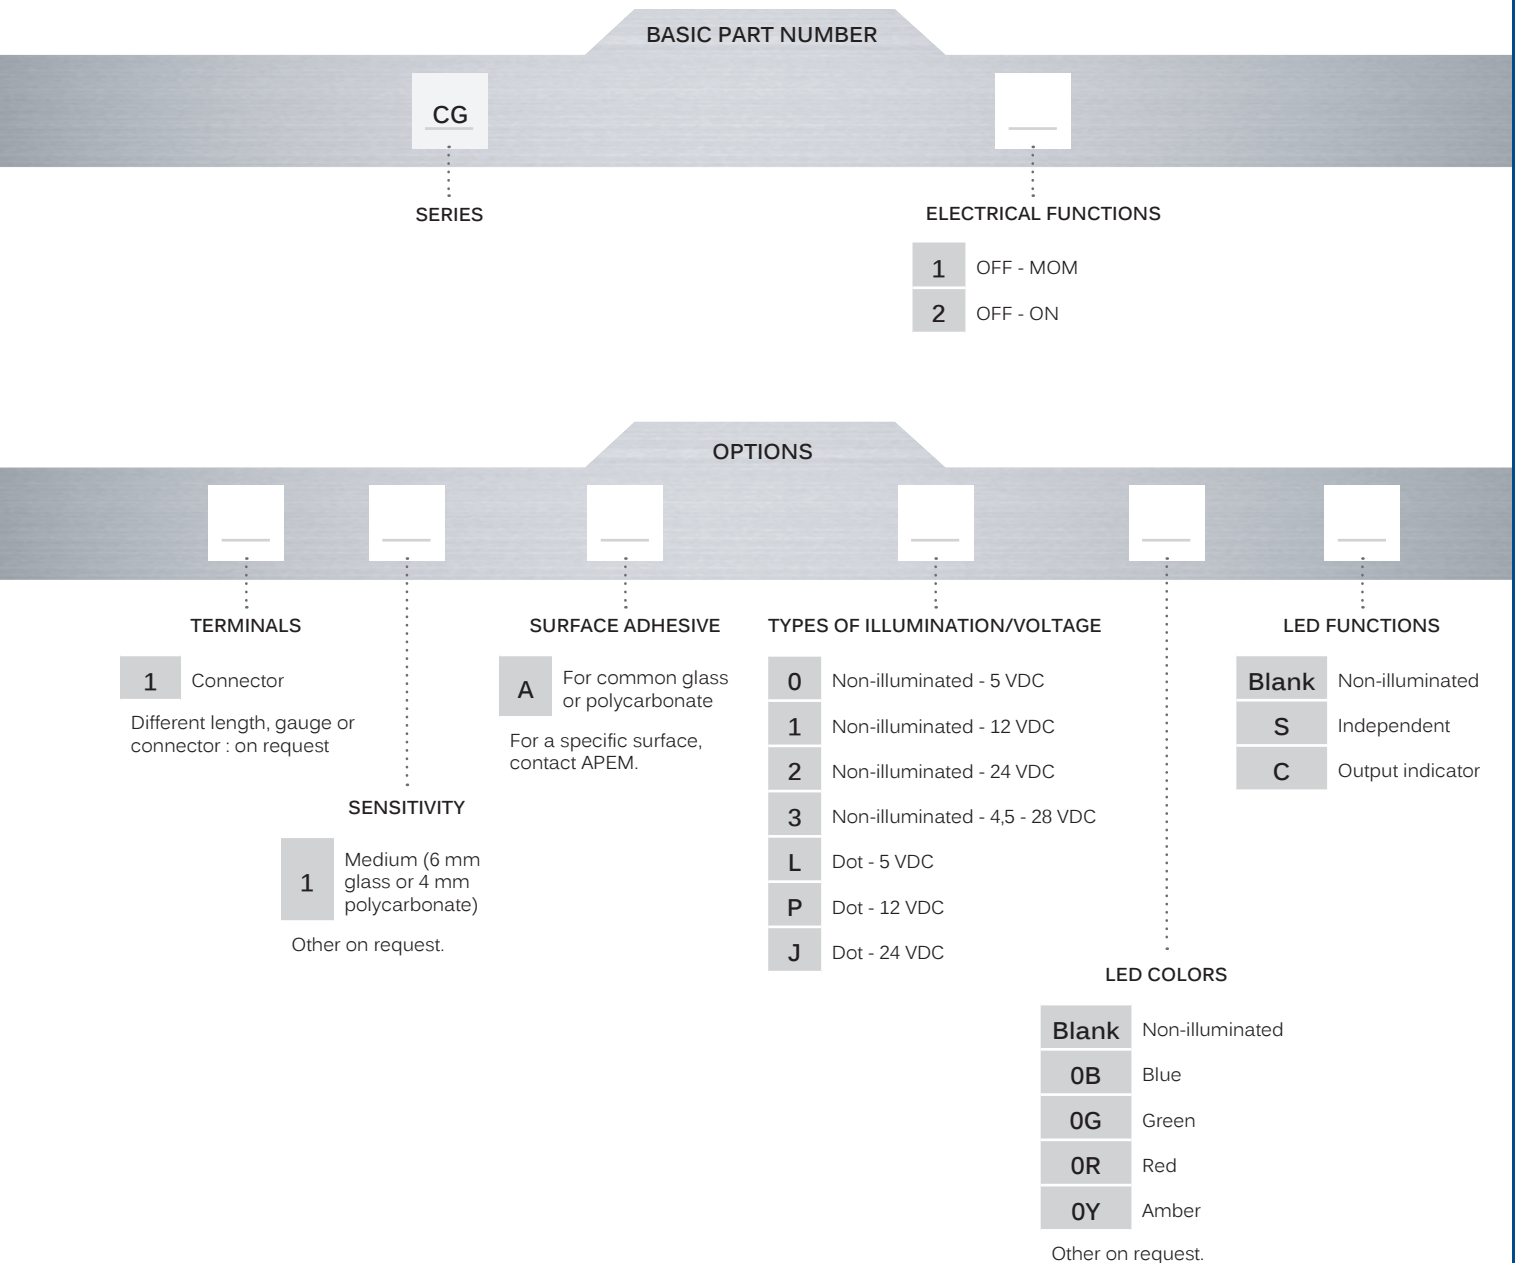 BASIC PART NUMBER
CG
SERIES
ELECTRICAL FUNCTIONS
1 OFF - MOM
2 OFF - ON
OPTIONS
TERMINALS
1 Connector
Different length, gauge or
connector : on request
SENSITIVITY
1 Medium (6 mm
glass or 4 mm
polycarbonate)
Other on request.
SURFACE ADHESIVE
A For common glass
or polycarbonate
For a specific surface,
contact APEM.
TYPES OF ILLUMINATION/VOLTAGE
0 Non-illuminated - 5 VDC
1 Non-illuminated - 12 VDC
2 Non-illuminated - 24 VDC
3 Non-illuminated - 4,5 - 28 VDC
L Dot - 5 VDC
P Dot - 12 VDC
J Dot - 24 VDC
LED COLORS
Blank Non-illuminated
0B Blue
0G Green
0R Red
0Y Amber
Other on request.
LED FUNCTIONS
Blank Non-illuminated
S Independent
C Output indicator